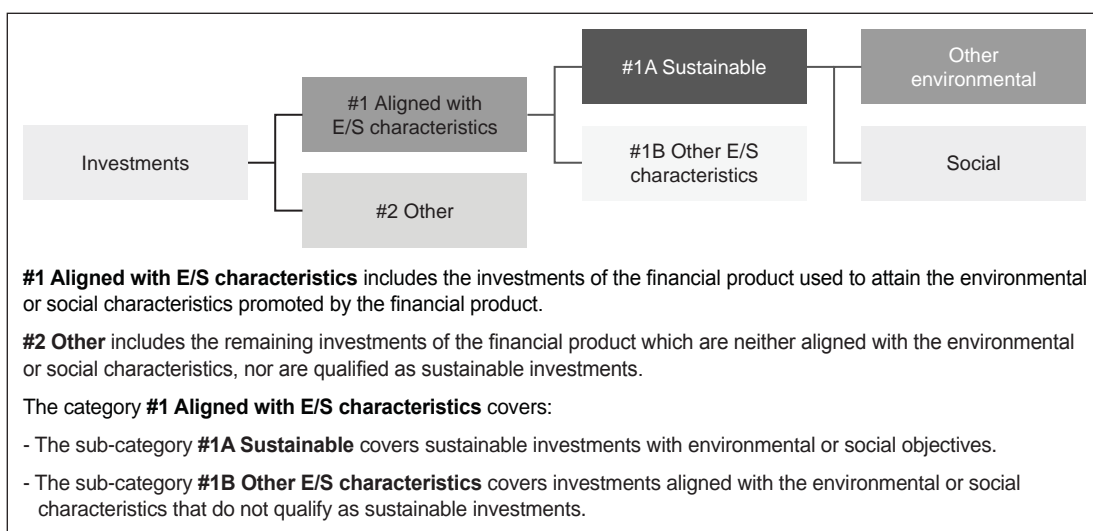 Investments
#1 Aligned with
E/S characteristics
#2 Other
#1A Sustainable
#1B Other E/S
characteristics
Other
environmental
Social
#1 Aligned with E/S characteristics includes the investments of the financial product used to attain the environmental
or social characteristics promoted by the financial product.
#2 Other includes the remaining investments of the financial product which are neither aligned with the environmental
or social characteristics, nor are qualified as sustainable investments.
The category #1 Aligned with E/S characteristics covers:
- The sub-category #1A Sustainable covers sustainable investments with environmental or social objectives.
- The sub-category #1B Other E/S characteristics covers investments aligned with the environmental or social
characteristics that do not qualify as sustainable investments.